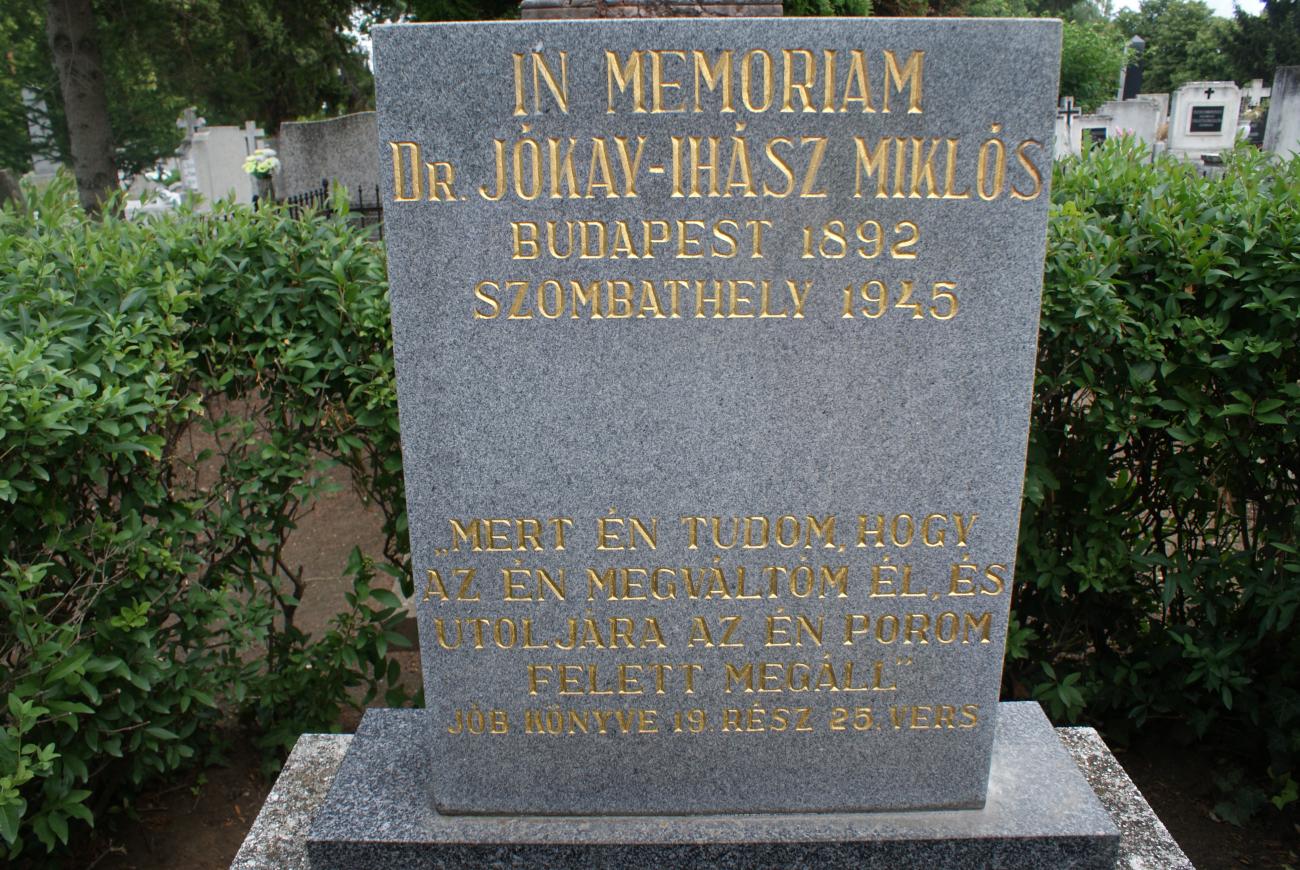 IN MEMORIAM
DR. JÓKAY-IHÁSZ MIKLÓS
BUDAPEST 1892
SZOMBATHELY 1945
„MERT ÉN TUDOM, HOGY
AZ ÉN MEGVÁLTÓM ÉL, ÉS
UTOLJÁRA AZ ÉN POROM
FELETT MEGÁLL”
JÓB KÖNYVE 19. RÉSZ 25. VERS